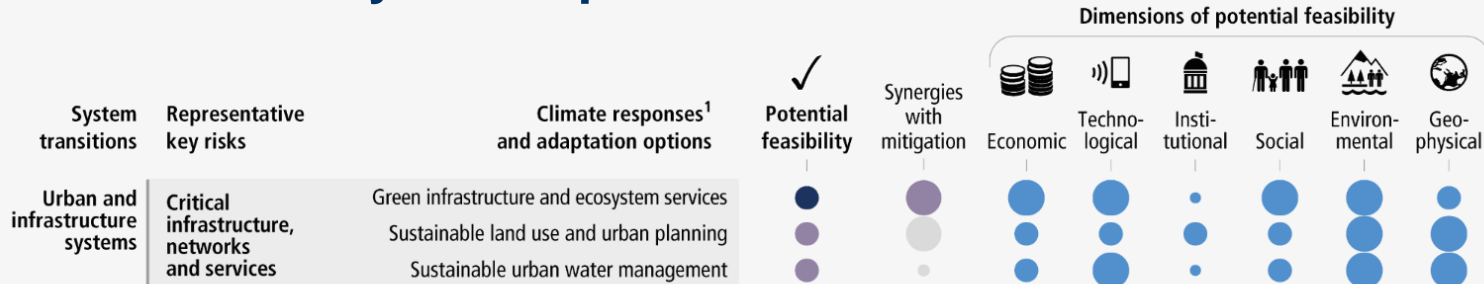 Dimensions of potential feasibility
System transitions
Representative key risks
Climate responses1 and adaptation options
Potential feasibility
Synergies with mitigation
Economic
Techno-logical
Insti-tutional
Social
Environ-mental
Geo-physical
Urban and infrastructure systems
Critical infrastructure, networks and services
Green infrastructure and ecosystem services
Sustainable land use and urban planning
Sustainable urban water management